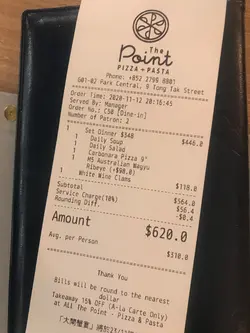 The
Point
PIZZA + PASTA
Phone: +852 2799 8801
601-02 Park Central, 9 Tong Tak Street
Order Time: 2020-11-12 20:16:45
Served By: Manager
Order No.: C50 [Dine-in]
Number of Patron: 2
1 Set Dinner $348 $446.0
1 Daily Soup
1 Daily Salad
1 Carbonara Pizza 9"
1 M5 Australian Wagyu
Ribeye (+$98.0)
1 White Wine Clams $118.0
Subtotal $564.0
Service Charge(10%) $56.4
Rounding Diff. -$0.4
Amount $620.0
Avg. per Person $310.0
Thank You
Bills will be round to the nearest
dollar
Takeaway 15% OFF (A-la Carte Only)
at All The Point - Pizza & Pasta